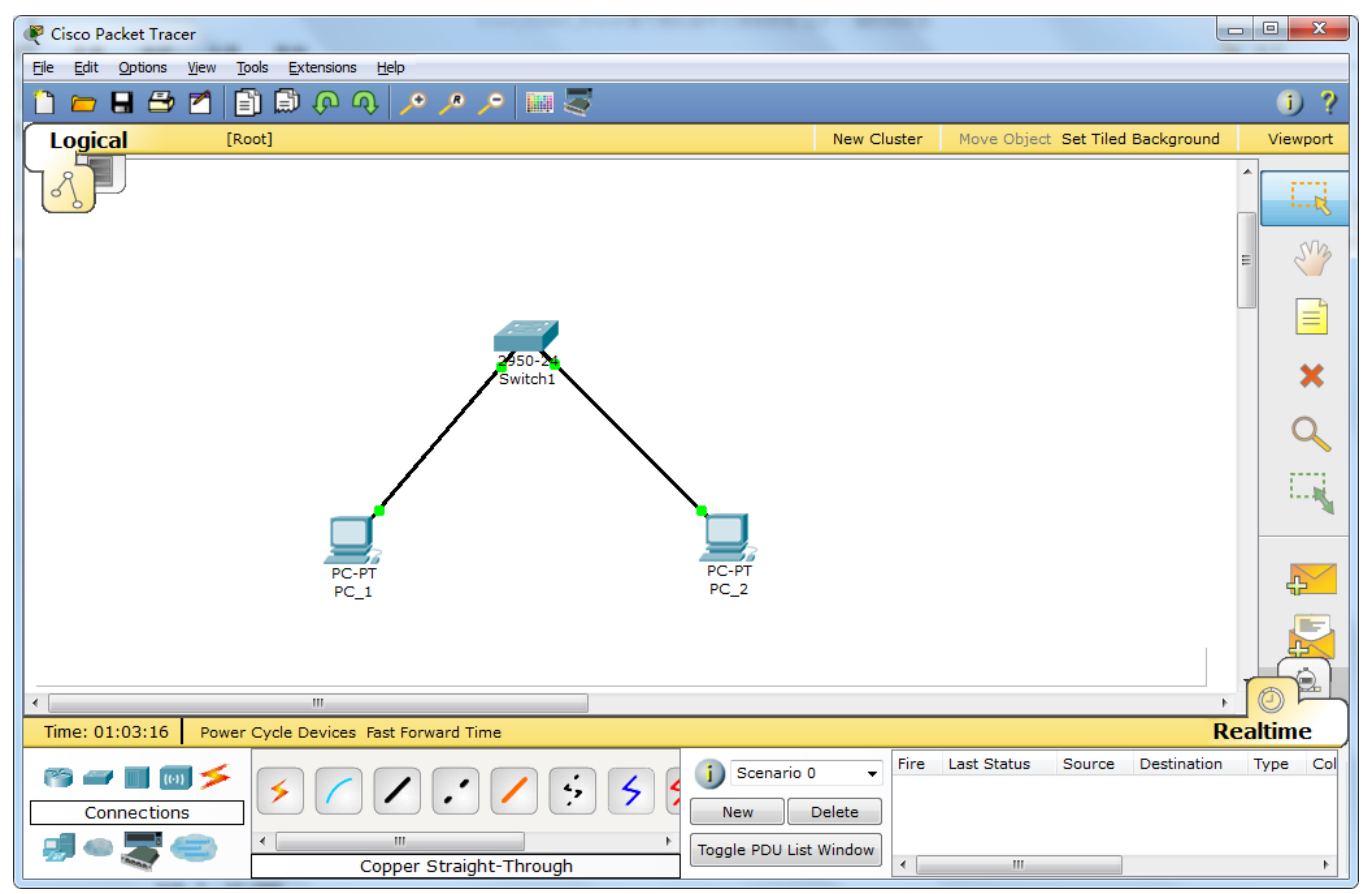 Cisco Packet Tracer
File Edit Options View Tools Extensions Help
Logical [Root] New Cluster Move Object Set Tiled Background Viewport
2950-24
Switch1
PC-PT
PC_1
PC-PT
PC_2
Time: 01:03:16 Power Cycle Devices Fast Forward Time Realtime
Connections
Copper Straight-Through
Scenario 0
New Delete
Toggle PDU List Window
Fire Last Status Source Destination Type Col